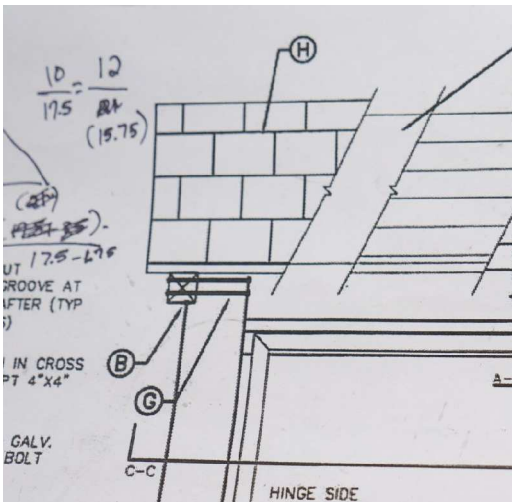 H
10 12
17.5 = 
(15.75)
17.5 -
UT
GROOVE AT
AFTER (TYP
S)
B
I IN CROSS
PT 4"X4"
G
A-
GALV.
BOLT
C-C
HINGE SIDE